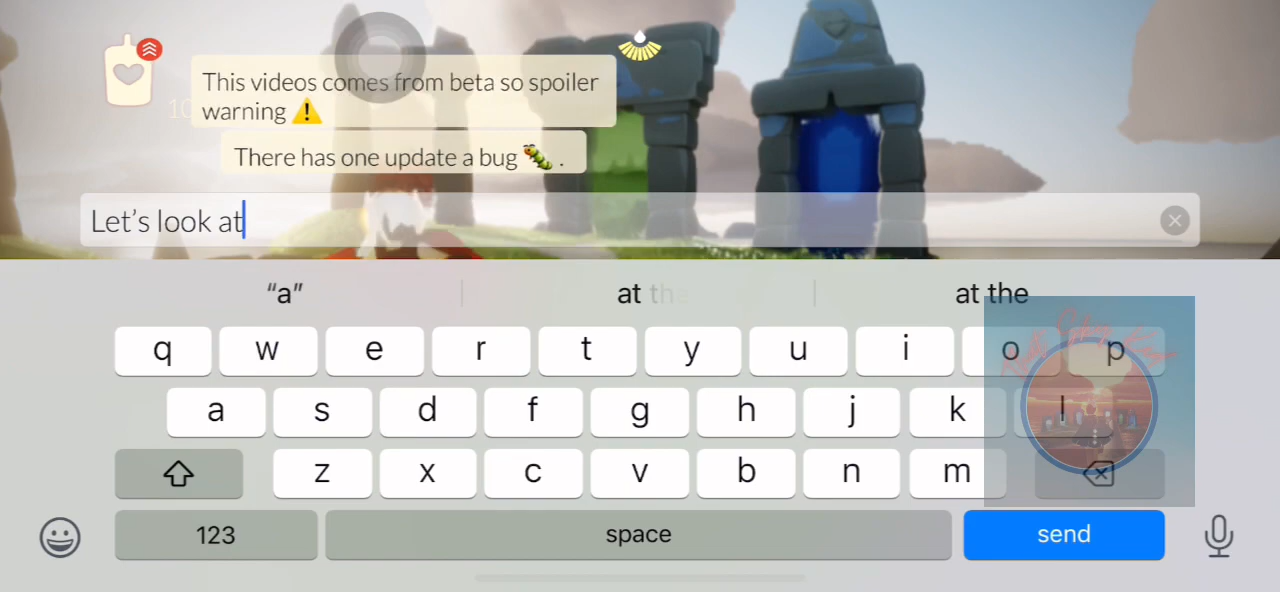 This videos comes from beta so spoiler
warning ⚠️
There has one update a bug 🐛 .
Let’s look at
“a”
at the
at the
q w e r t y u i o p
a s d f g h j k l
z x c v b n m
123
space
send